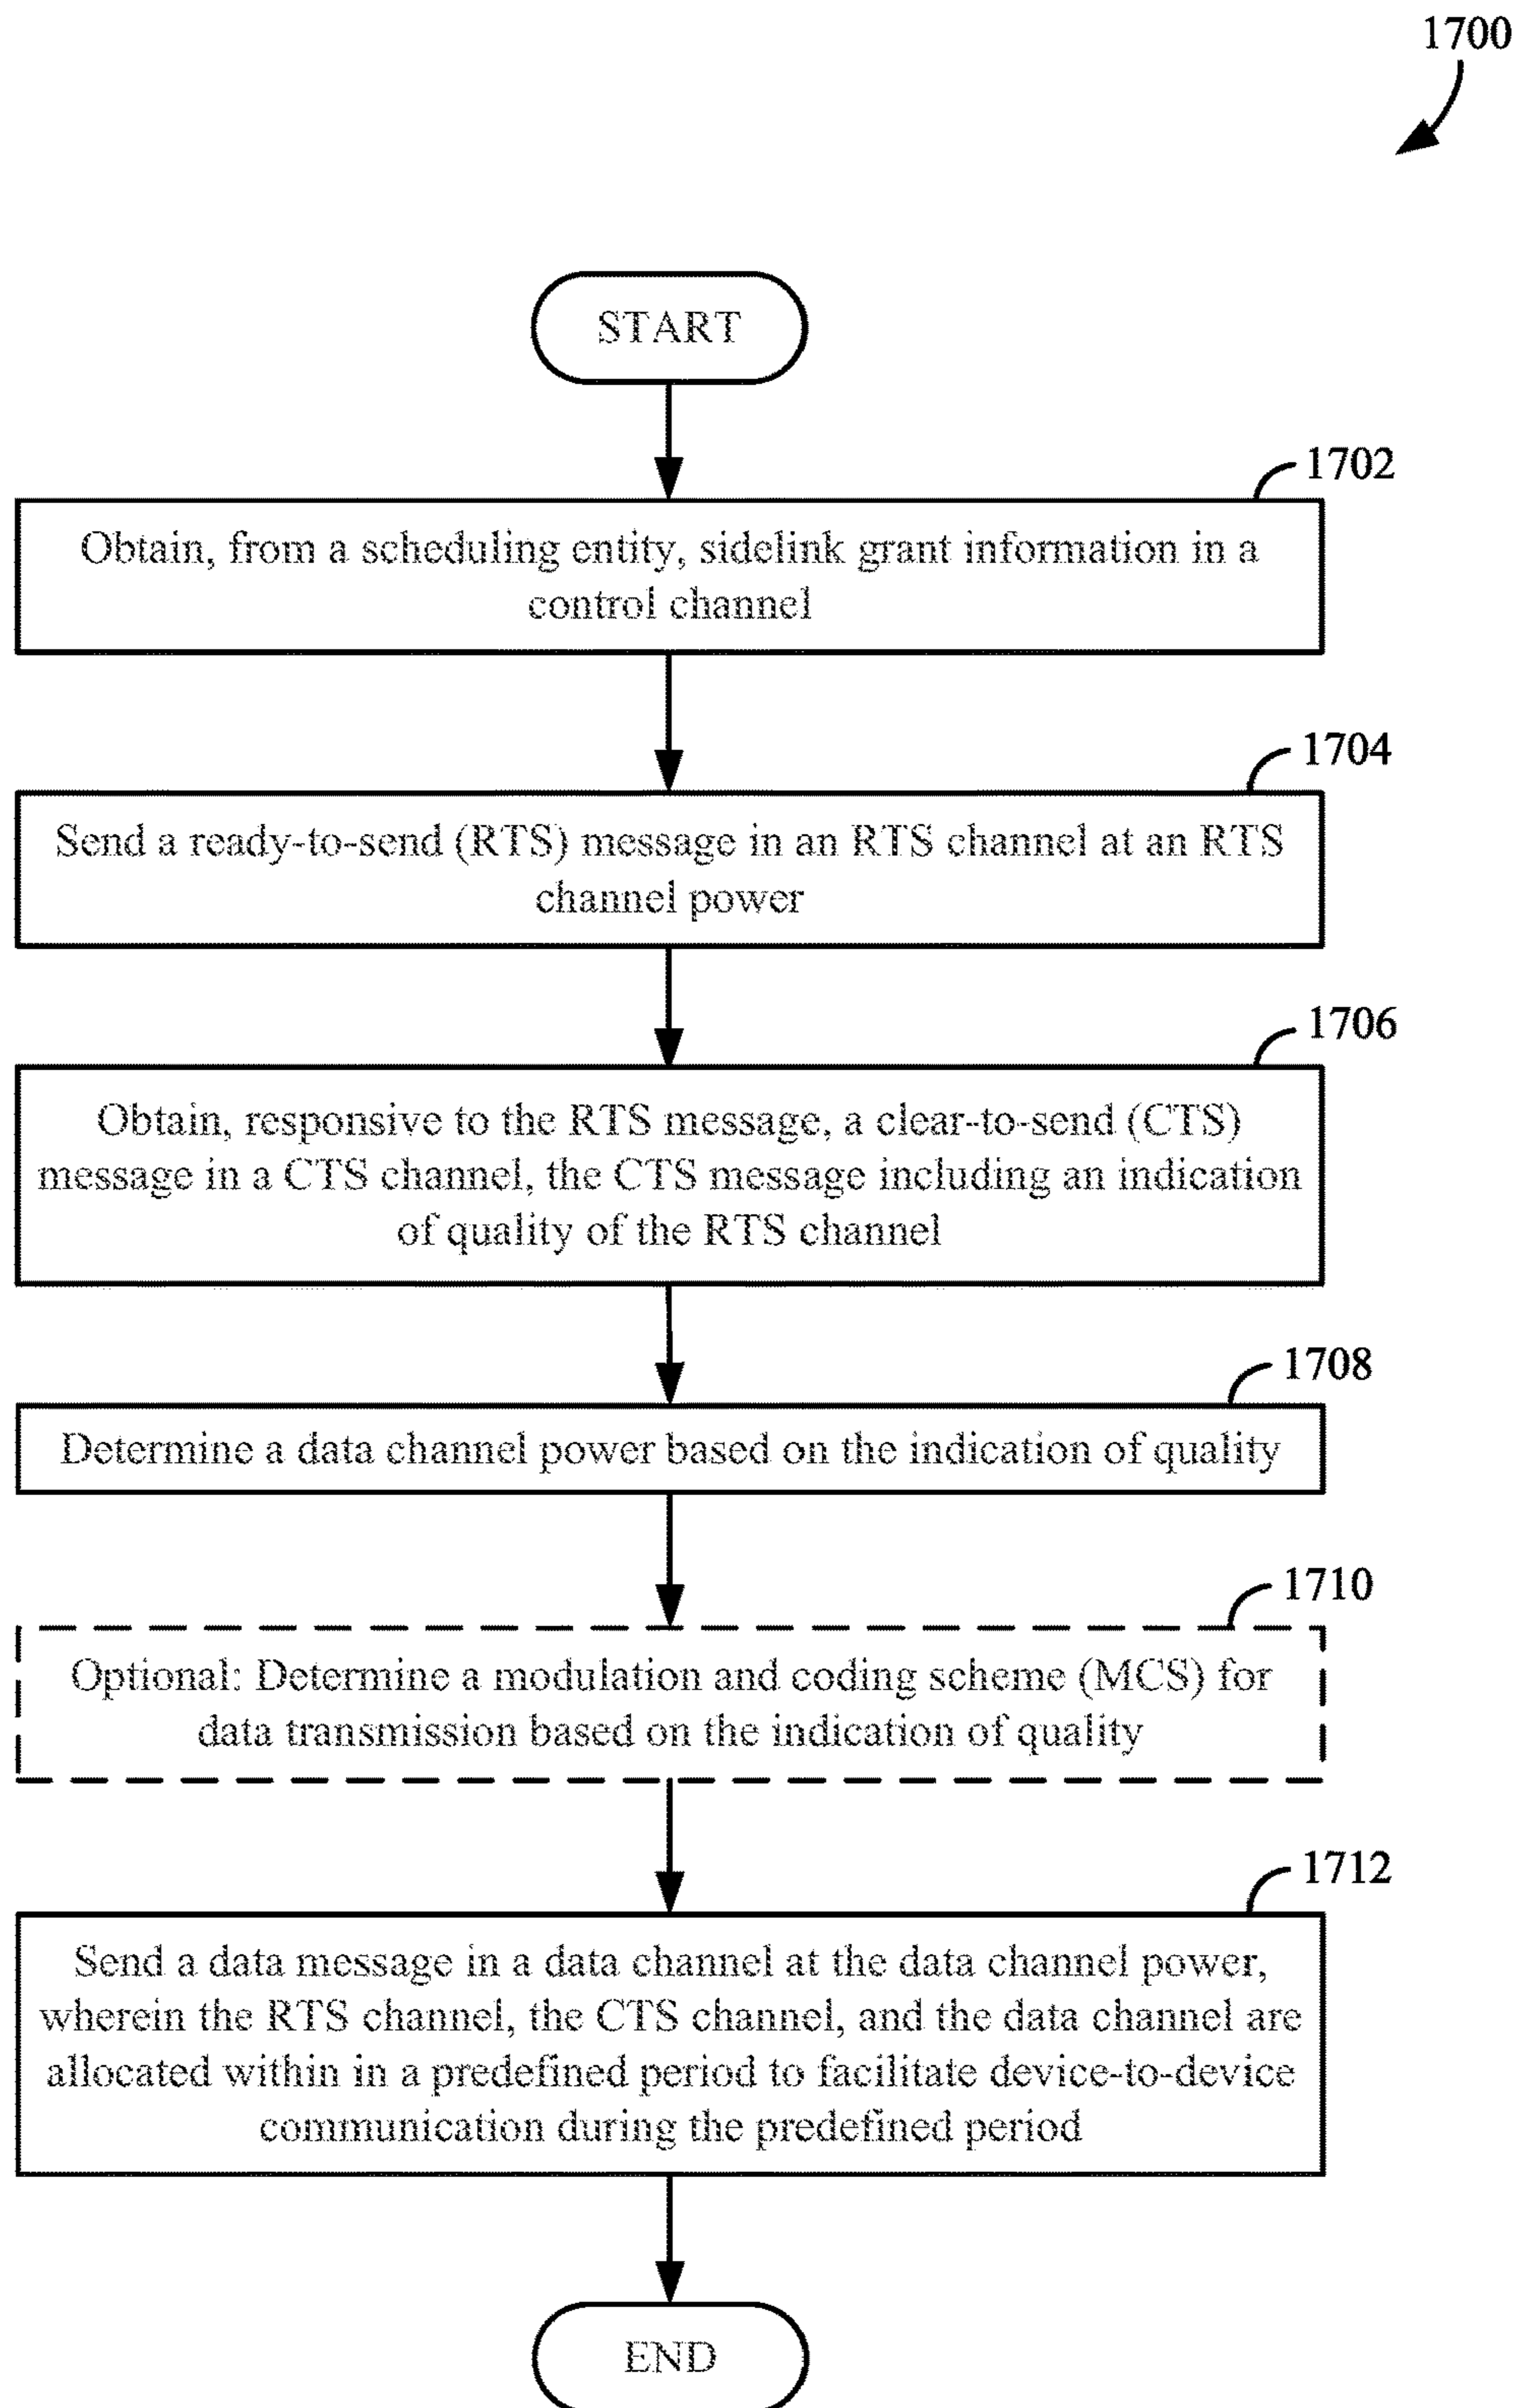 1700
START
1702
Obtain, from a scheduling entity, sidelink grant information in a
control channel
1704
Send a ready-to-send (RTS) message in an RTS channel at an RTS
channel power
1706
Obtain, responsive to the RTS message, a clear-to-send (CTS)
message in a CTS channel, the CTS message including an indication
of quality of the RTS channel
1708
Determine a data channel power based on the indication of quality
1710
Optional: Determine a modulation and coding scheme (MCS) for
data transmission based on the indication of quality
1712
Send a data message in a data channel at the data channel power,
wherein the RTS channel, the CTS channel, and the data channel are
allocated within in a predefined period to facilitate device-to-device
communication during the predefined period
END